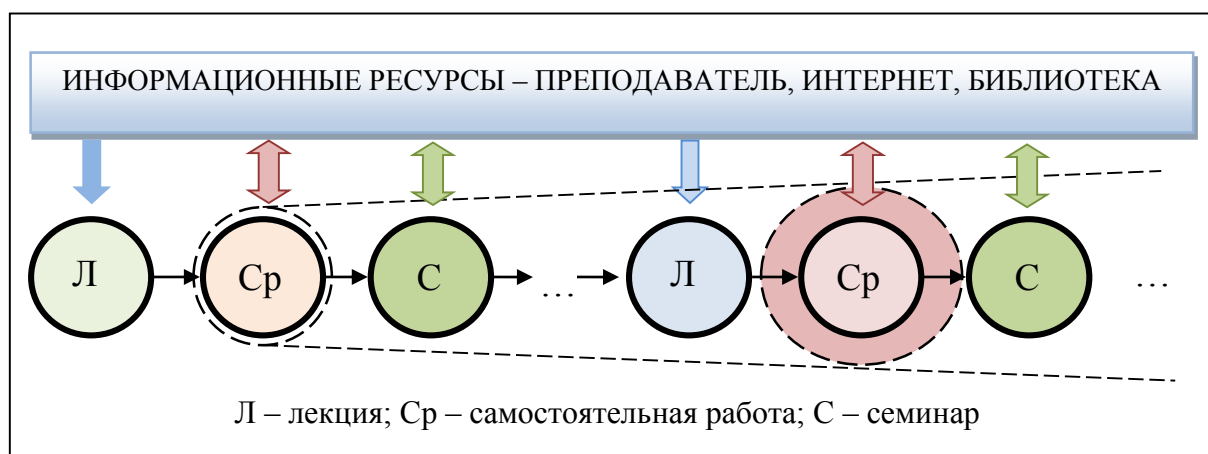 ИНФОРМАЦИОННЫЕ РЕСУРСЫ – ПРЕПОДАВАТЕЛЬ, ИНТЕРНЕТ, БИБЛИОТЕКА
Л Ср С … Л Ср С …
Л – лекция; Ср – самостоятельная работа; С – семинар